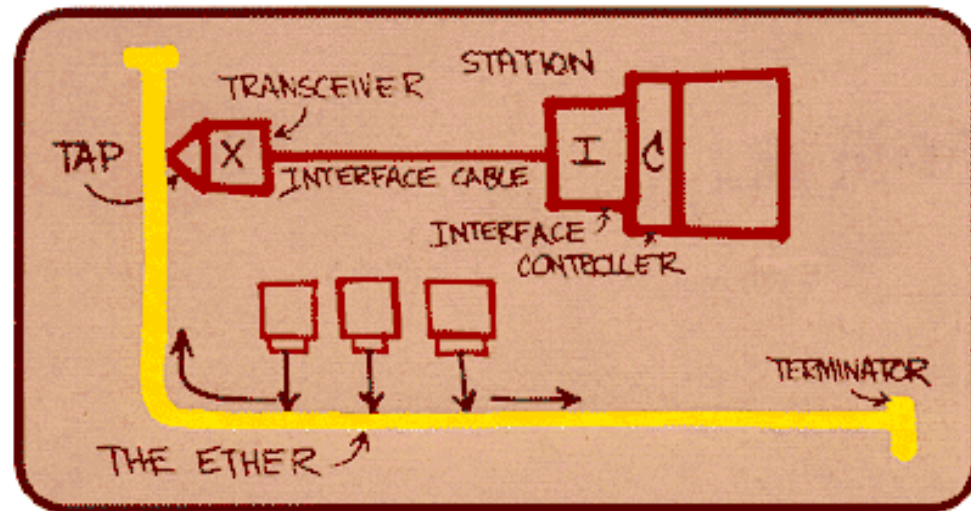 STATION
TRANSCEIVER
TAP
X
I
C
INTERFACE CABLE
INTERFACE
CONTROLLER
TERMINATOR
THE ETHER